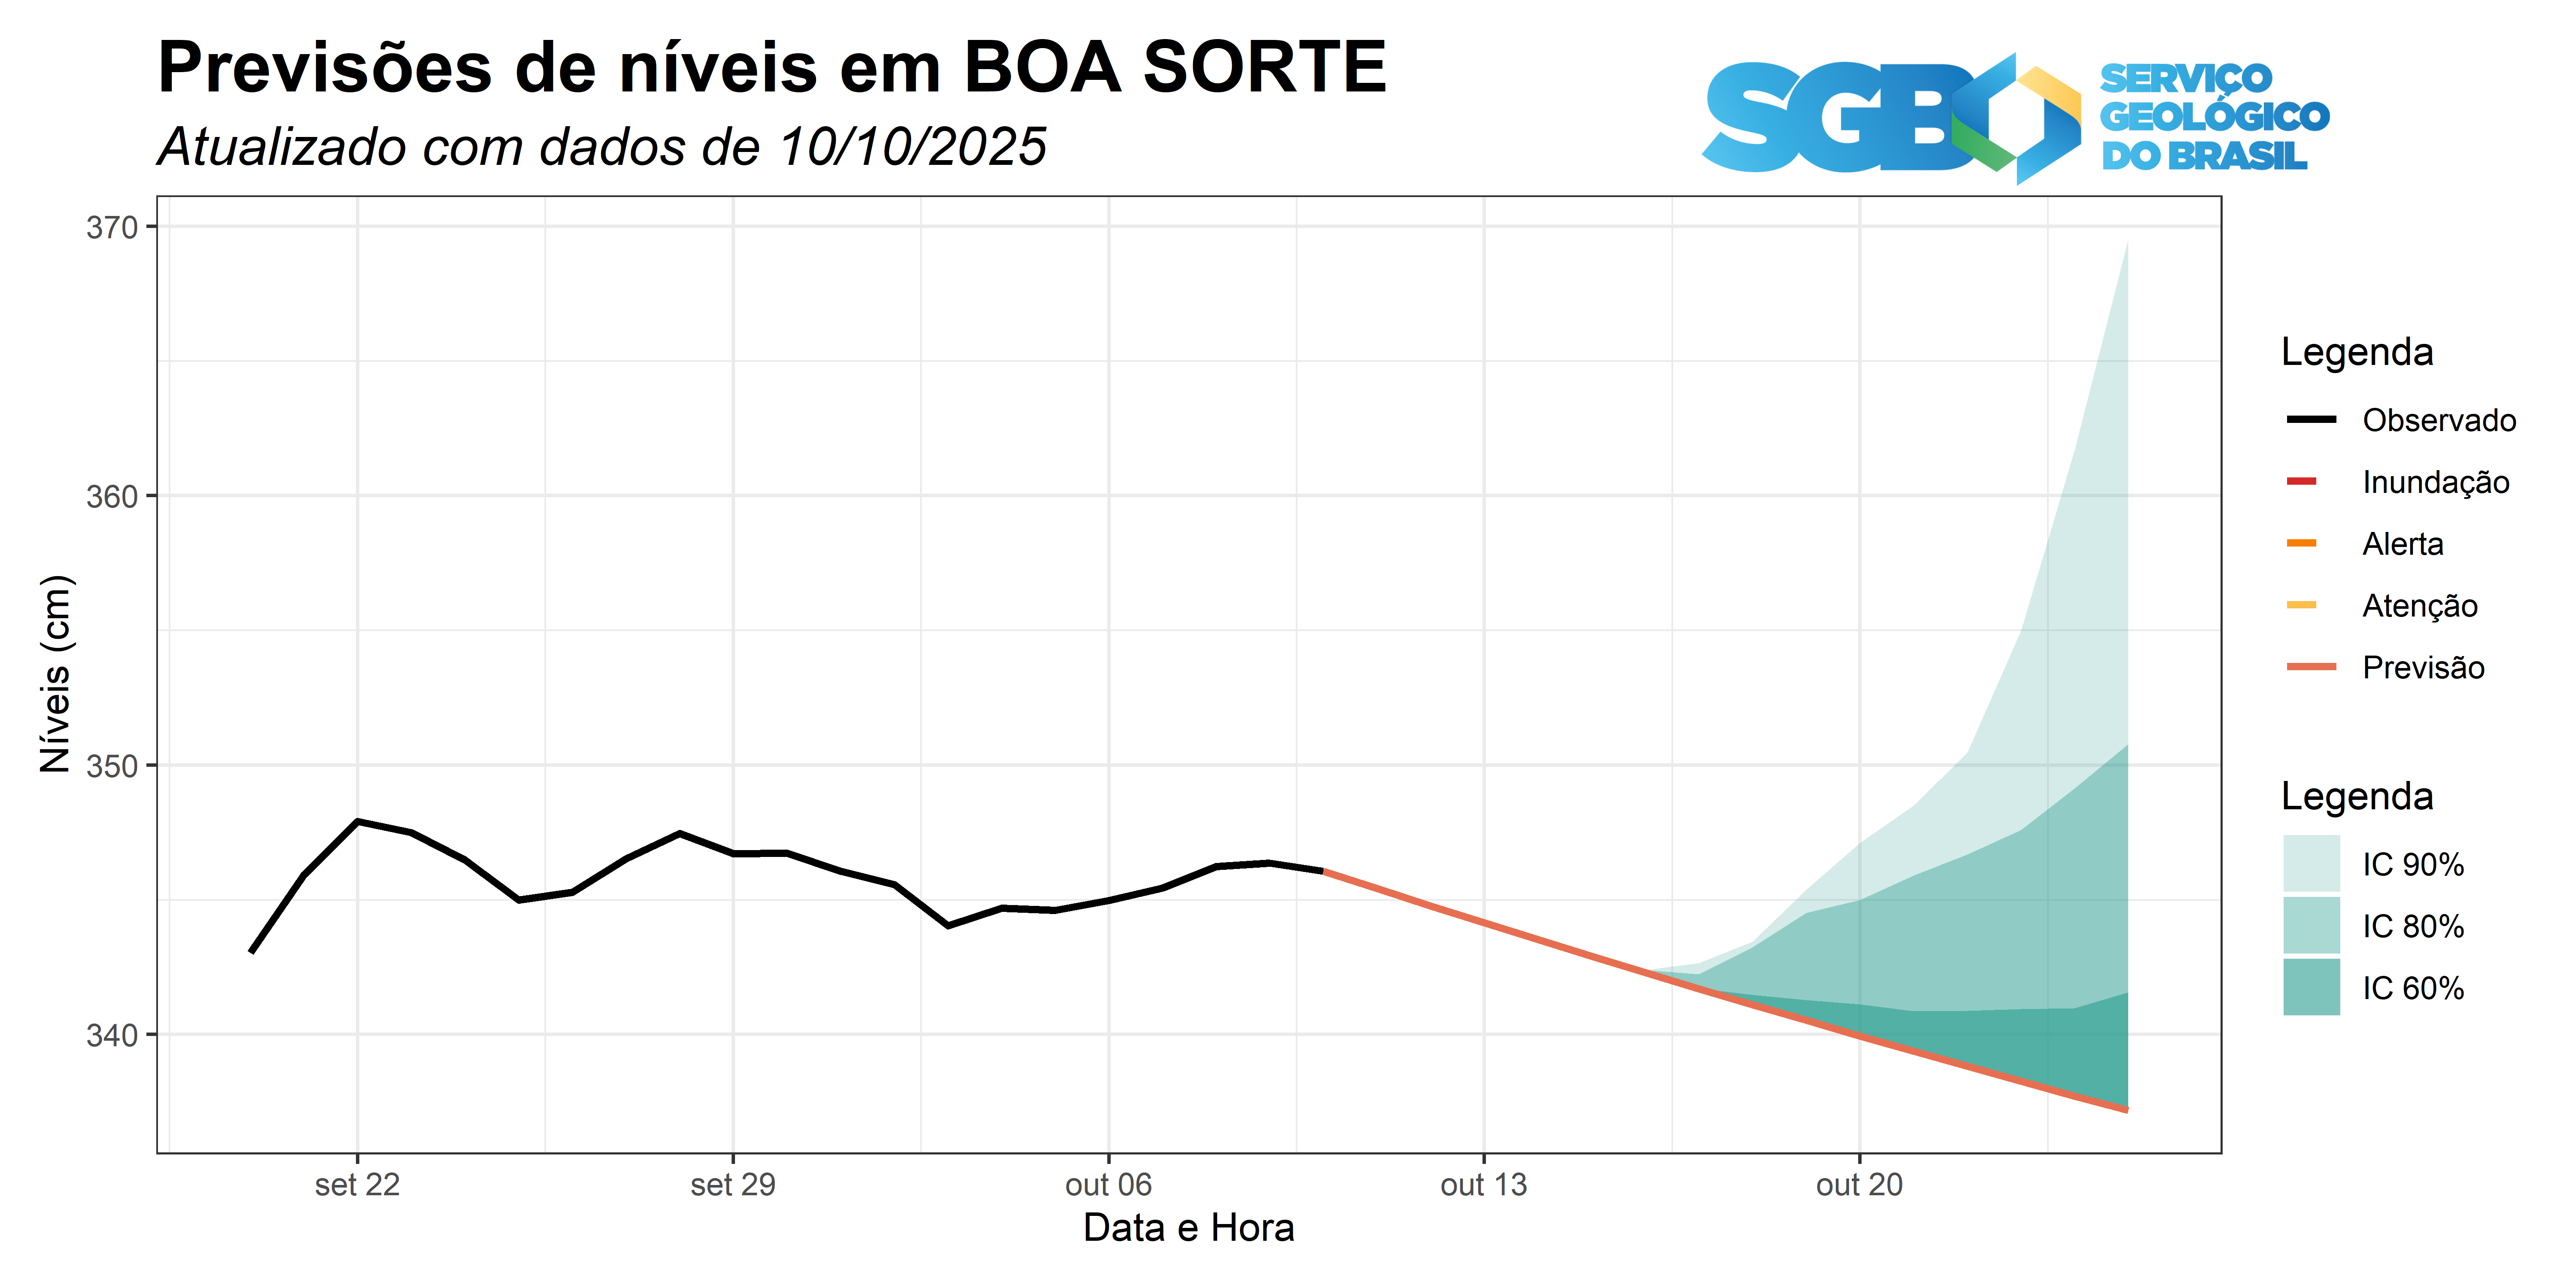 Previsões de níveis em BOA SORTE
Atualizado com dados de 10/10/2025
SGB
SERVIÇO
GEOLÓGICO
DO BRASIL
Níveis (cm)
370
360
350
340
set 22
set 29
out 06
out 13
out 20
Data e Hora
Legenda
Observado
Inundação
Alerta
Atenção
Previsão
Legenda
IC 90%
IC 80%
IC 60%